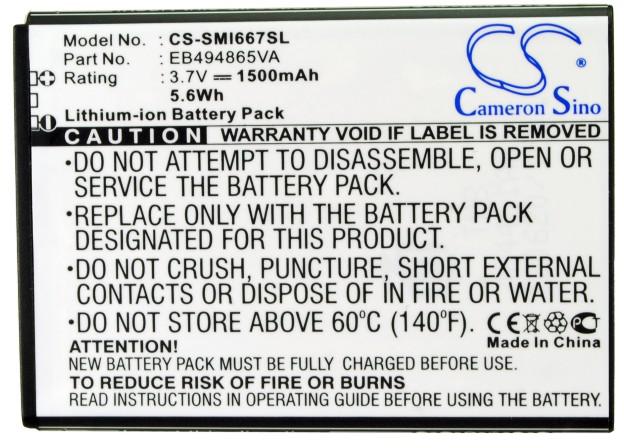 Model No.: CS-SMI667SL
Part No.: EB494865VA
Rating : 3.7V 1500mAh
5.6Wh
Lithium-ion Battery Pack
CS
®
Cameron Sino
CAUTION WARRANTY VOID IF LABEL IS REMOVED
•DO NOT ATTEMPT TO DISASSEMBLE, OPEN OR
SERVICE THE BATTERY PACK.
•REPLACE ONLY WITH THE BATTERY DESIGNATED
FOR THIS PRODUCT.
•DO NOT CRUSH, PUNCTURE, SHORT EXTERNAL
CONTACTS OR DISPOSE OF IN FIRE OR WATER.
•DO NOT STORE ABOVE 60°C (140°F). CE
Made In China
ATTENTION!
NEW BATTERY PACK MUST BE FULLY CHARGED BEFORE USE
TO REDUCE RISK OF FIRE OR BURNS
READ INSTRUCTIONS IN OPERATING GUIDE BEFORE USING BATTERY